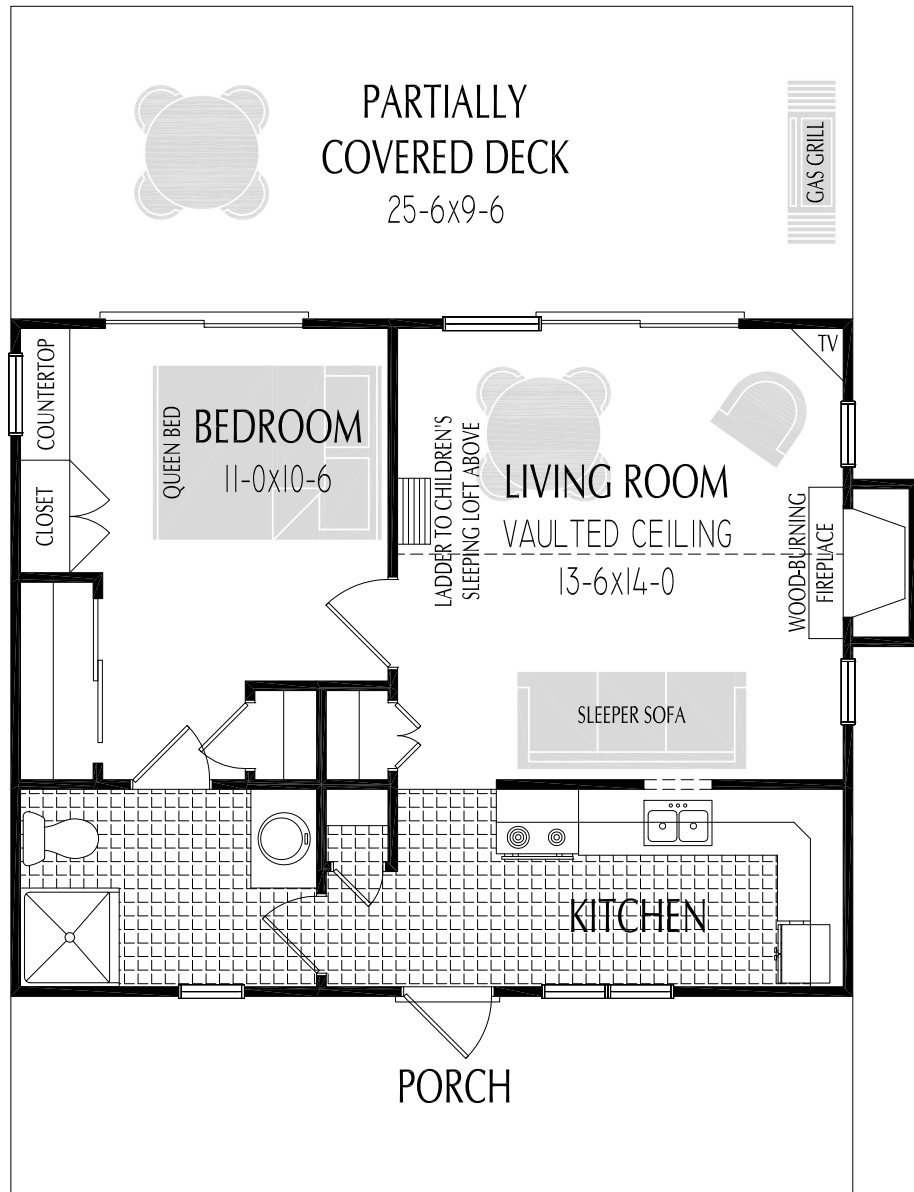 PARTIALLY
COVERED DECK
25-6x9-6
GAS GRILL
TV
COUNTERTOP
CLOSET
QUEEN BED
BEDROOM
11-0x10-6
LADDER TO CHILDREN'S
SLEEPING LOFT ABOVE
LIVING ROOM
VAULTED CEILING
13-6x14-0
WOOD-BURNING
FIREPLACE
SLEEPER SOFA
KITCHEN
PORCH